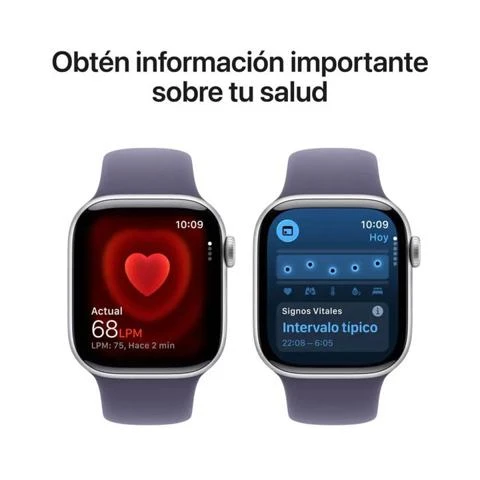 Obtén información importante
sobre tu salud
10:09
Actual
68LPM
LPM: 75, Hace 2 min
10:09
Hoy
Signos Vitales
Intervalo típico
22:08 – 6:05